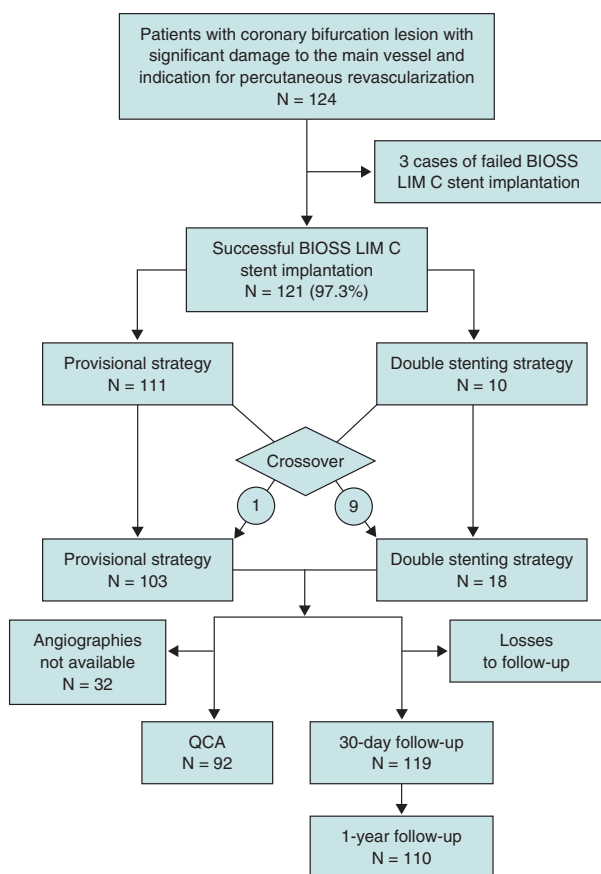 Patients with coronary bifurcation lesion with
significant damage to the main vessel and
indication for percutaneous revascularization
N = 124
3 cases of failed BIOSS
LIM C stent implantation
Successful BIOSS LIM C
stent implantation
N = 121 (97.3%)
Provisional strategy
N = 111
Double stenting strategy
N = 10
Crossover
1
9
Provisional strategy
N = 103
Double stenting strategy
N = 18
Angiographies
not available
N = 32
Losses
to follow-up
QCA
N = 92
30-day follow-up
N = 119
1-year follow-up
N = 110